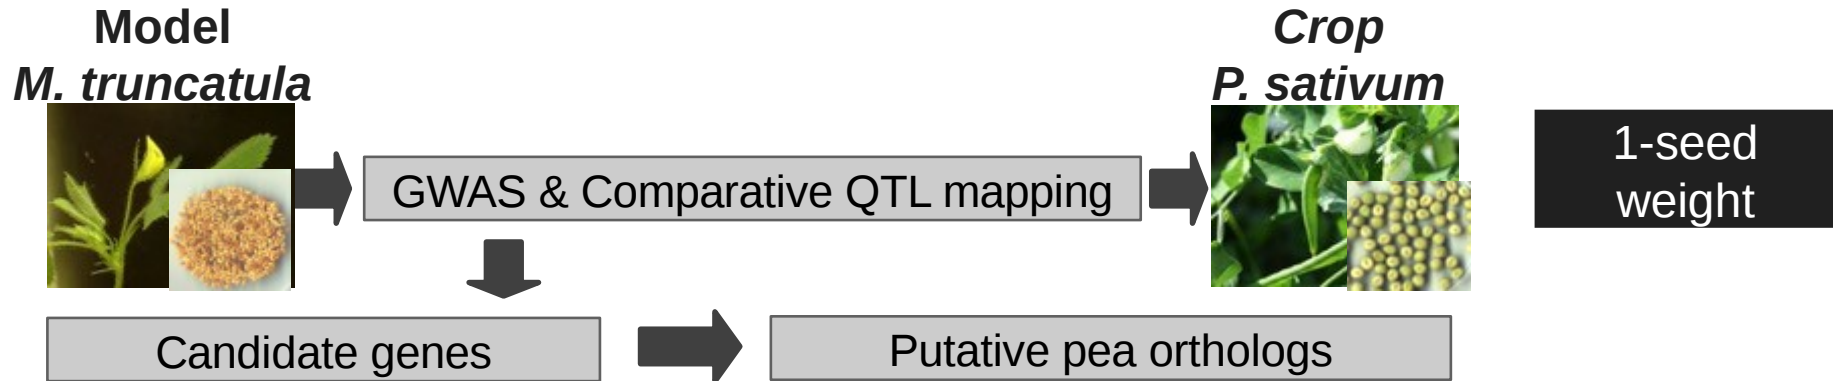 Model
M. truncatula
Crop
P. sativum
1-seed
weight
GWAS & Comparative QTL mapping
Candidate genes
Putative pea orthologs